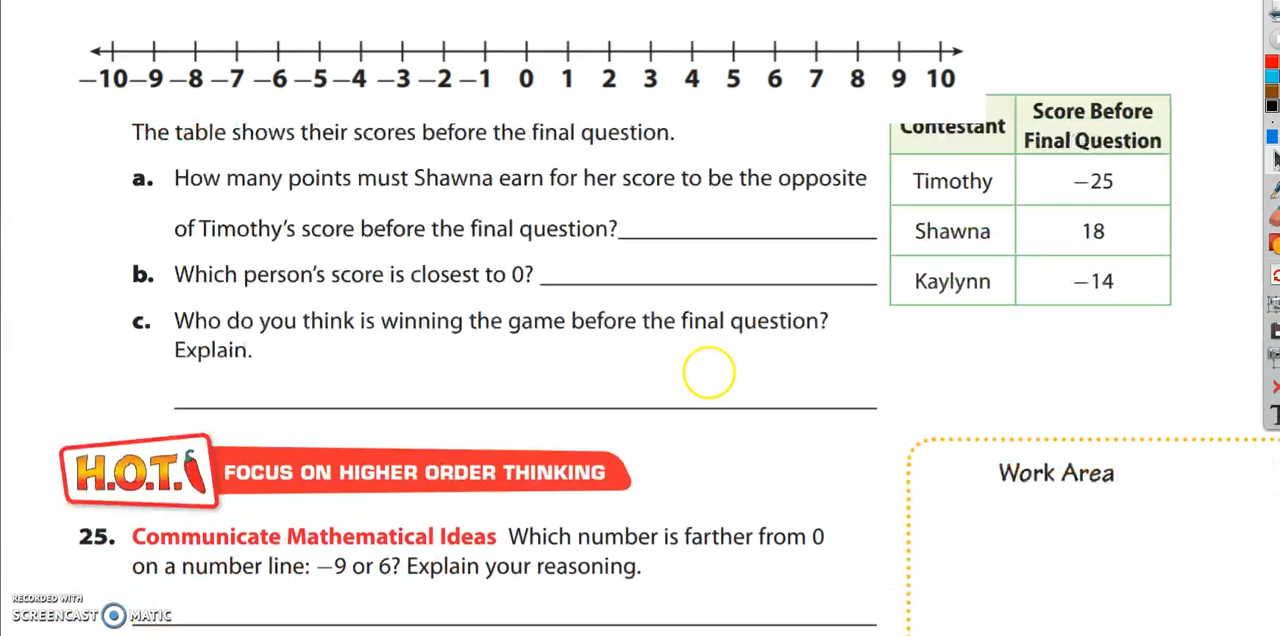 −10 −9 −8 −7 −6 −5 −4 −3 −2 −1 0 1 2 3 4 5 6 7 8 9 10
The table shows their scores before the final question.
a. How many points must Shawna earn for her score to be the opposite
of Timothy's score before the final question?
b. Which person's score is closest to 0?
c. Who do you think is winning the game before the final question?
Explain.
Contestant
Score Before
Final Question
Timothy −25
Shawna 18
Kaylynn −14
H.O.T. FOCUS ON HIGHER ORDER THINKING
Work Area
25. Communicate Mathematical Ideas Which number is farther from 0
on a number line: −9 or 6? Explain your reasoning.
RECORDED WITH
SCREENCAST MATIC